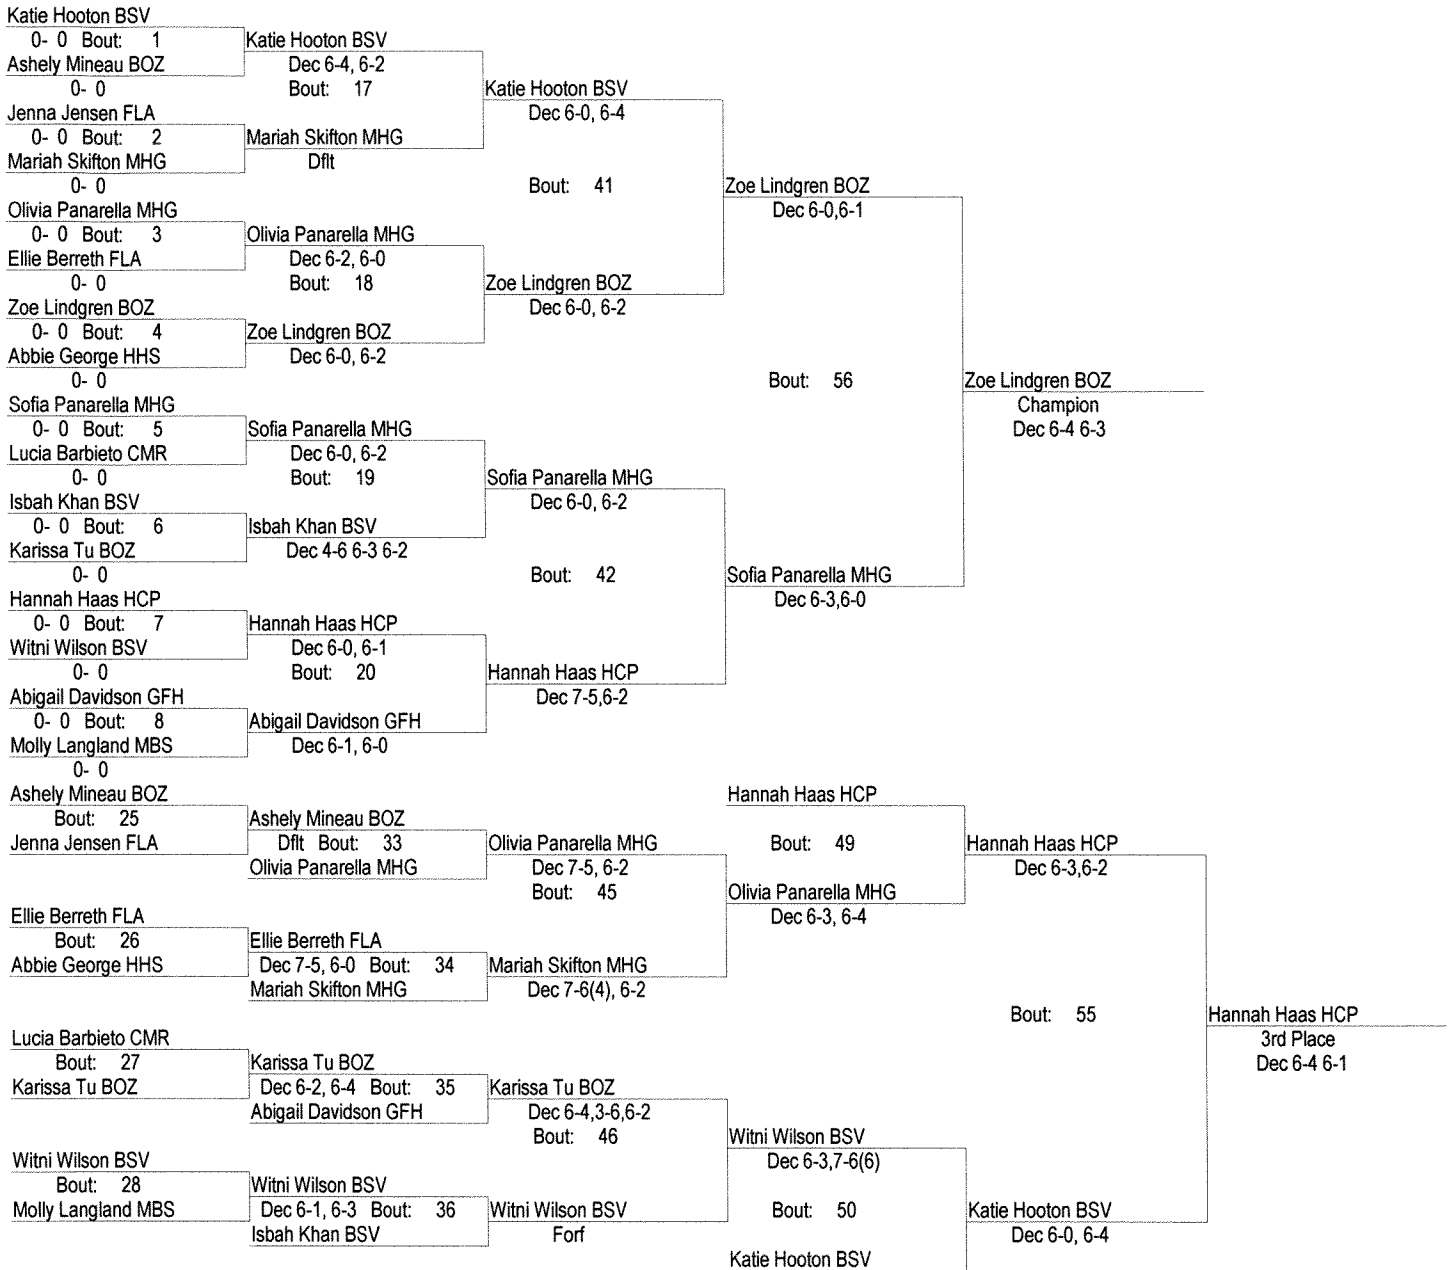 Katie Hooton BSV
0- 0 Bout: 1
Ashely Mineau BOZ
0- 0
Jenna Jensen FLA
0- 0 Bout: 2
Mariah Skifton MHG
0- 0
Olivia Panarella MHG
0- 0 Bout: 3
Ellie Berreth FLA
0- 0
Zoe Lindgren BOZ
0- 0 Bout: 4
Abbie George HHS
0- 0
Sofia Panarella MHG
0- 0 Bout: 5
Lucia Barbieto CMR
0- 0
Isbah Khan BSV
0- 0 Bout: 6
Karissa Tu BOZ
0- 0
Hannah Haas HCP
0- 0 Bout: 7
Witni Wilson BSV
0- 0
Abigail Davidson GFH
0- 0 Bout: 8
Molly Langland MBS
0- 0
Katie Hooton BSV
Dec 6-4, 6-2
Bout: 17
Mariah Skifton MHG
Dflt
Olivia Panarella MHG
Dec 6-2, 6-0
Bout: 18
Zoe Lindgren BOZ
Dec 6-0, 6-2
Sofia Panarella MHG
Dec 6-0, 6-2
Bout: 19
Isbah Khan BSV
Dec 4-6 6-3 6-2
Hannah Haas HCP
Dec 6-0, 6-1
Bout: 20
Abigail Davidson GFH
Dec 6-1, 6-0
Katie Hooton BSV
Dec 6-0, 6-4
Bout: 41
Zoe Lindgren BOZ
Dec 6-0, 6-2
Sofia Panarella MHG
Dec 6-0, 6-2
Bout: 42
Hannah Haas HCP
Dec 7-5,6-2
Zoe Lindgren BOZ
Dec 6-0,6-1
Bout: 56
Sofia Panarella MHG
Dec 6-3,6-0
Zoe Lindgren BOZ
Champion
Dec 6-4 6-3
Ashely Mineau BOZ
Bout: 25
Jenna Jensen FLA
Ellie Berreth FLA
Bout: 26
Abbie George HHS
Lucia Barbieto CMR
Bout: 27
Karissa Tu BOZ
Witni Wilson BSV
Bout: 28
Molly Langland MBS
Ashely Mineau BOZ
Dflt Bout: 33
Olivia Panarella MHG
Ellie Berreth FLA
Dec 7-5, 6-0 Bout: 34
Mariah Skifton MHG
Karissa Tu BOZ
Dec 6-2, 6-4 Bout: 35
Abigail Davidson GFH
Witni Wilson BSV
Dec 6-1, 6-3 Bout: 36
Isbah Khan BSV
Olivia Panarella MHG
Dec 7-5, 6-2
Bout: 45
Mariah Skifton MHG
Dec 7-6(4), 6-2
Karissa Tu BOZ
Dec 6-4,3-6,6-2
Bout: 46
Witni Wilson BSV
Forf
Hannah Haas HCP
Bout: 49
Olivia Panarella MHG
Dec 6-3, 6-4
Witni Wilson BSV
Dec 6-3,7-6(6)
Bout: 50
Katie Hooton BSV
Hannah Haas HCP
Dec 6-3,6-2
Bout: 55
Katie Hooton BSV
Dec 6-0, 6-4
Hannah Haas HCP
3rd Place
Dec 6-4 6-1